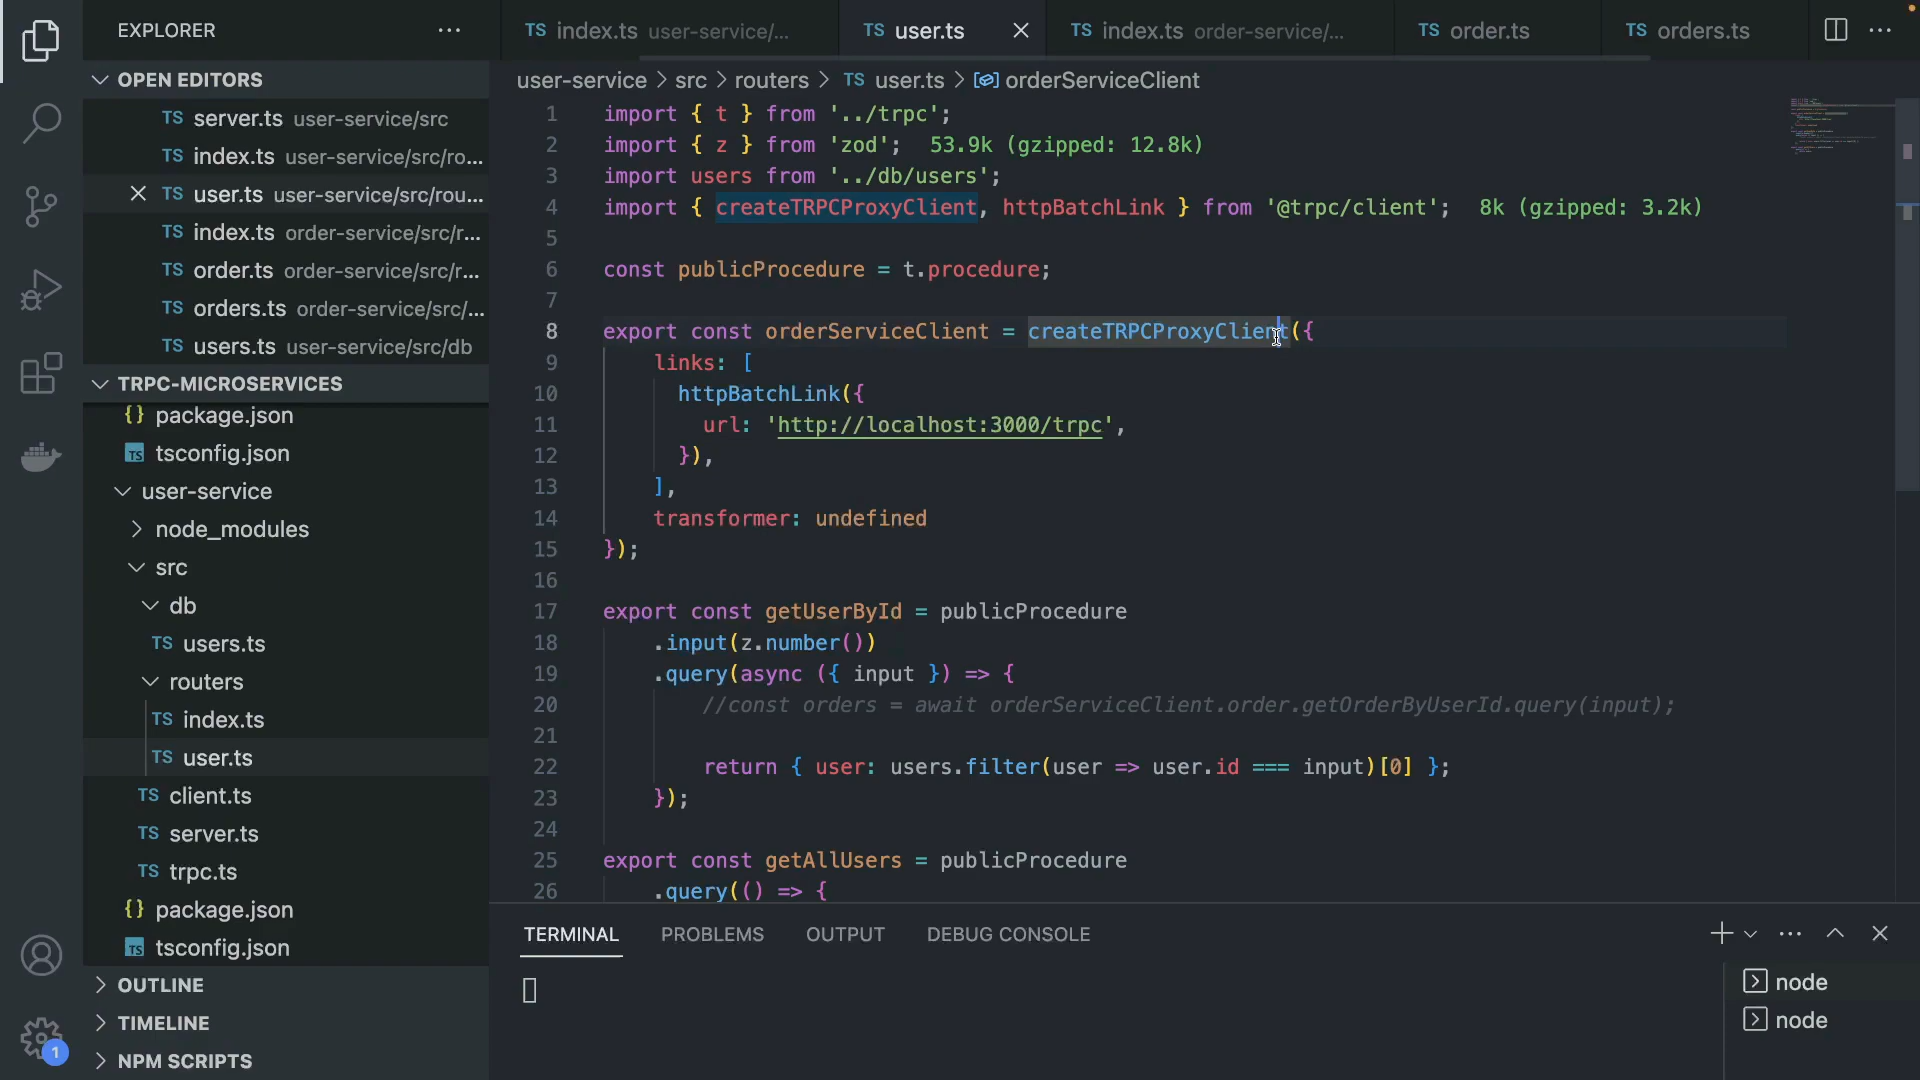 EXPLORER
OPEN EDITORS
TS server.ts user-service/src
TS index.ts user-service/src/ro...
TS user.ts user-service/src/rou...
TS index.ts order-service/src/r...
TS order.ts order-service/src/r...
TS orders.ts order-service/src/...
TS users.ts user-service/src/db
TRPC-MICROSERVICES
{} package.json
TS tsconfig.json
user-service
node_modules
src
db
TS users.ts
routers
TS index.ts
TS user.ts
TS client.ts
TS server.ts
TS trpc.ts
{} package.json
TS tsconfig.json
OUTLINE
TIMELINE
NPM SCRIPTS
1
TS index.ts user-service/...
TS user.ts
TS index.ts order-service/...
TS order.ts
TS orders.ts
user-service > src > routers > TS user.ts > orderServiceClient
1 import { t } from '../trpc';
2 import { z } from 'zod'; 53.9k (gzipped: 12.8k)
3 import users from '../db/users';
4 import { createTRPCProxyClient, httpBatchLink } from '@trpc/client'; 8k (gzipped: 3.2k)
5
6 const publicProcedure = t.procedure;
7
8 export const orderServiceClient = createTRPCProxyClient({
9 links: [
10 httpBatchLink({
11 url: 'http://localhost:3000/trpc',
12 }),
13 ],
14 transformer: undefined
15 });
16
17 export const getUserById = publicProcedure
18 .input(z.number())
19 .query(async ({ input }) => {
20 //const orders = await orderServiceClient.order.getOrderByUserId.query(input);
21
22 return { user: users.filter(user => user.id === input)[0] };
23 });
24
25 export const getAllUsers = publicProcedure
26 .query(() => {
TERMINAL PROBLEMS OUTPUT DEBUG CONSOLE
node
node